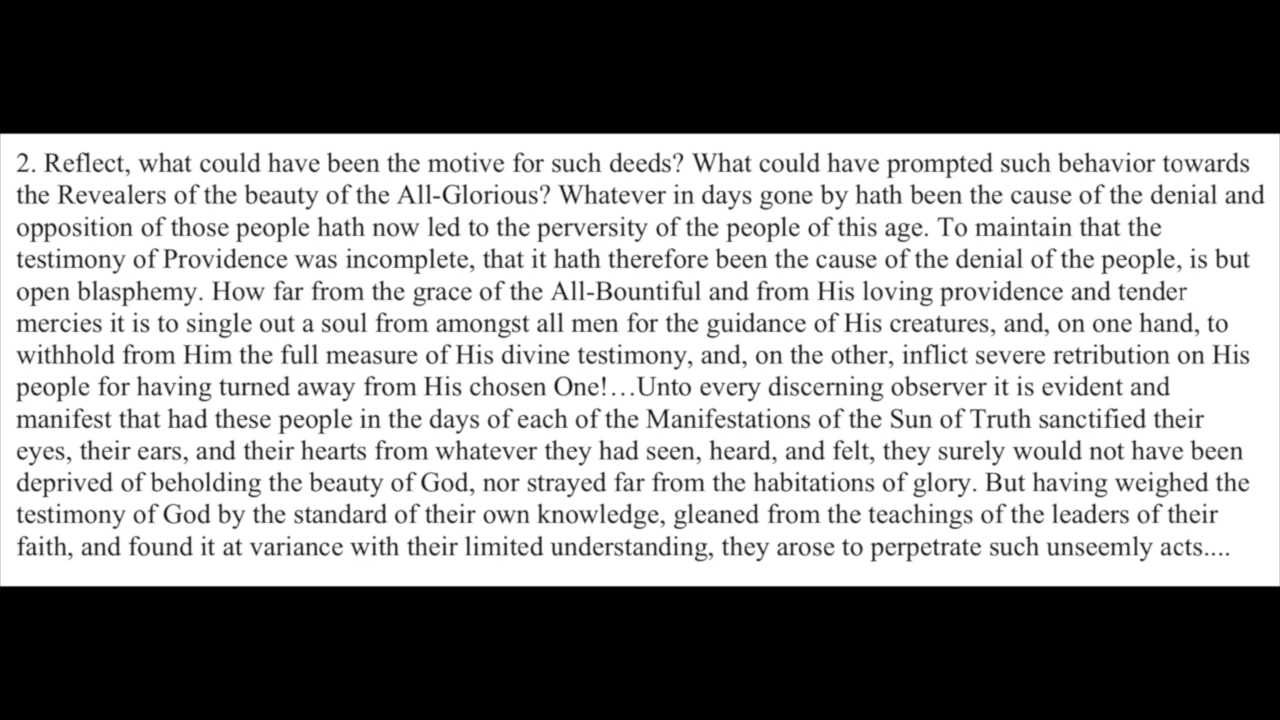 2. Reflect, what could have been the motive for such deeds? What could have prompted such behavior towards
the Revealers of the beauty of the All-Glorious? Whatever in days gone by hath been the cause of the denial and
opposition of those people hath now led to the perversity of the people of this age. To maintain that the
testimony of Providence was incomplete, that it hath therefore been the cause of the denial of the people, is but
open blasphemy. How far from the grace of the All-Bountiful and from His loving providence and tender
mercies it is to single out a soul from amongst all men for the guidance of His creatures, and, on one hand, to
withhold from Him the full measure of His divine testimony, and, on the other, inflict severe retribution on His
people for having turned away from His chosen One!…Unto every discerning observer it is evident and
manifest that had these people in the days of each of the Manifestations of the Sun of Truth sanctified their
eyes, their ears, and their hearts from whatever they had seen, heard, and felt, they surely would not have been
deprived of beholding the beauty of God, nor strayed far from the habitations of glory. But having weighed the
testimony of God by the standard of their own knowledge, gleaned from the teachings of the leaders of their
faith, and found it at variance with their limited understanding, they arose to perpetrate such unseemly acts....